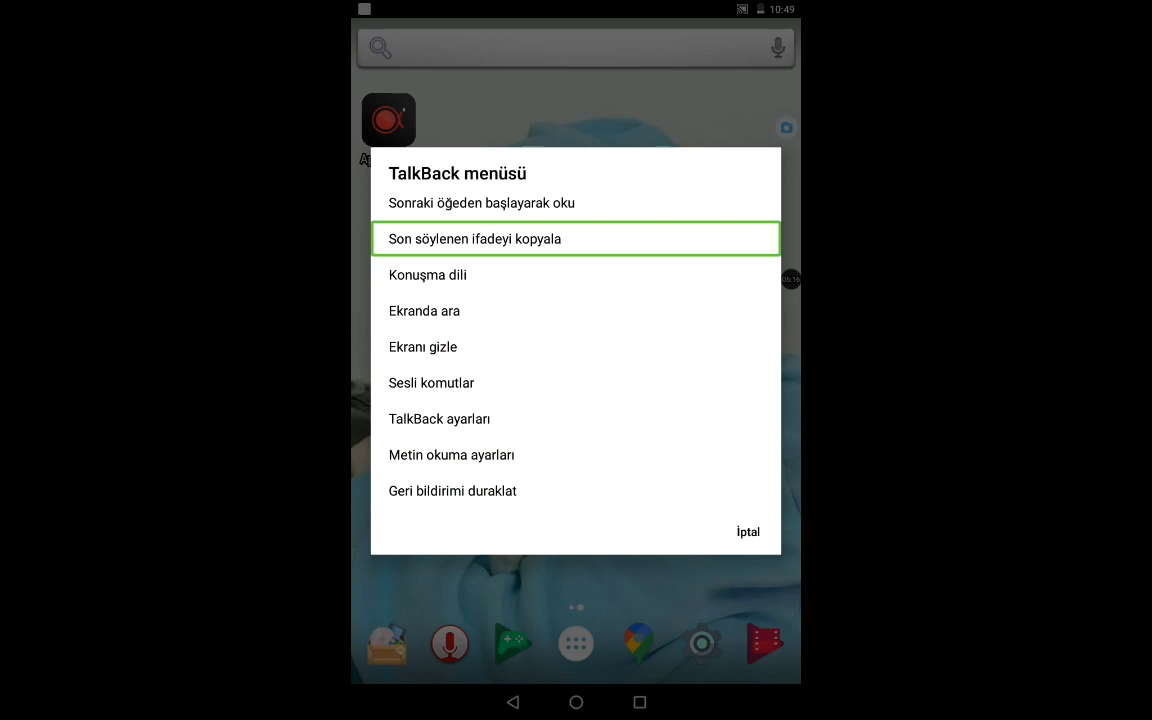 10:49
TalkBack menüsü
Sonraki öğeden başlayarak oku
Son söylenen ifadeyi kopyala
Konuşma dili
Ekranda ara
Ekranı gizle
Sesli komutlar
TalkBack ayarları
Metin okuma ayarları
Geri bildirimi duraklat
İptal